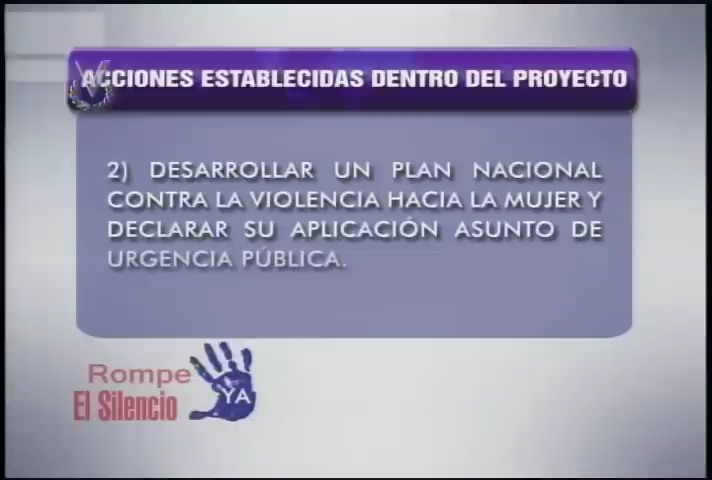 ACCIONES ESTABLECIDAS DENTRO DEL PROYECTO
2) DESARROLLAR UN PLAN NACIONAL
CONTRA LA VIOLENCIA HACIA LA MUJER Y
DECLARAR SU APLICACIÓN ASUNTO DE
URGENCIA PÚBLICA.
Rompe
El Silencio
YA